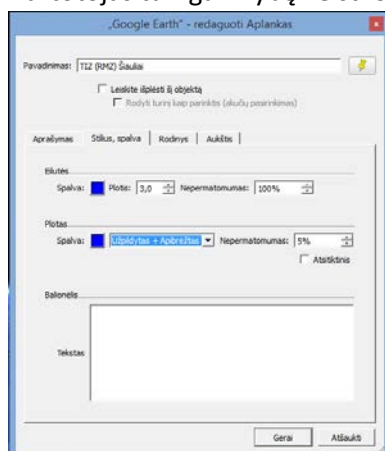 „Google Earth“ - redaguoti Aplankas
Pavadinimas: TIZ (RMZ) Šiauliai
Leiskite išplėsti šį objektą
Rodyti turinį kaip parinktis (akučių pasirinkimas)
Aprašymas Stilius, spalva Rodinys Aukštis
Eilutės
Spalva: Plotis: 3,0 Nepermatomumas: 100%
Plotas
Spalva: Užpildytas + Apibrėžtas Nepermatomumas: 5%
Atsitiktinis
Balionėlis
Tekstas
Gerai Atšaukti